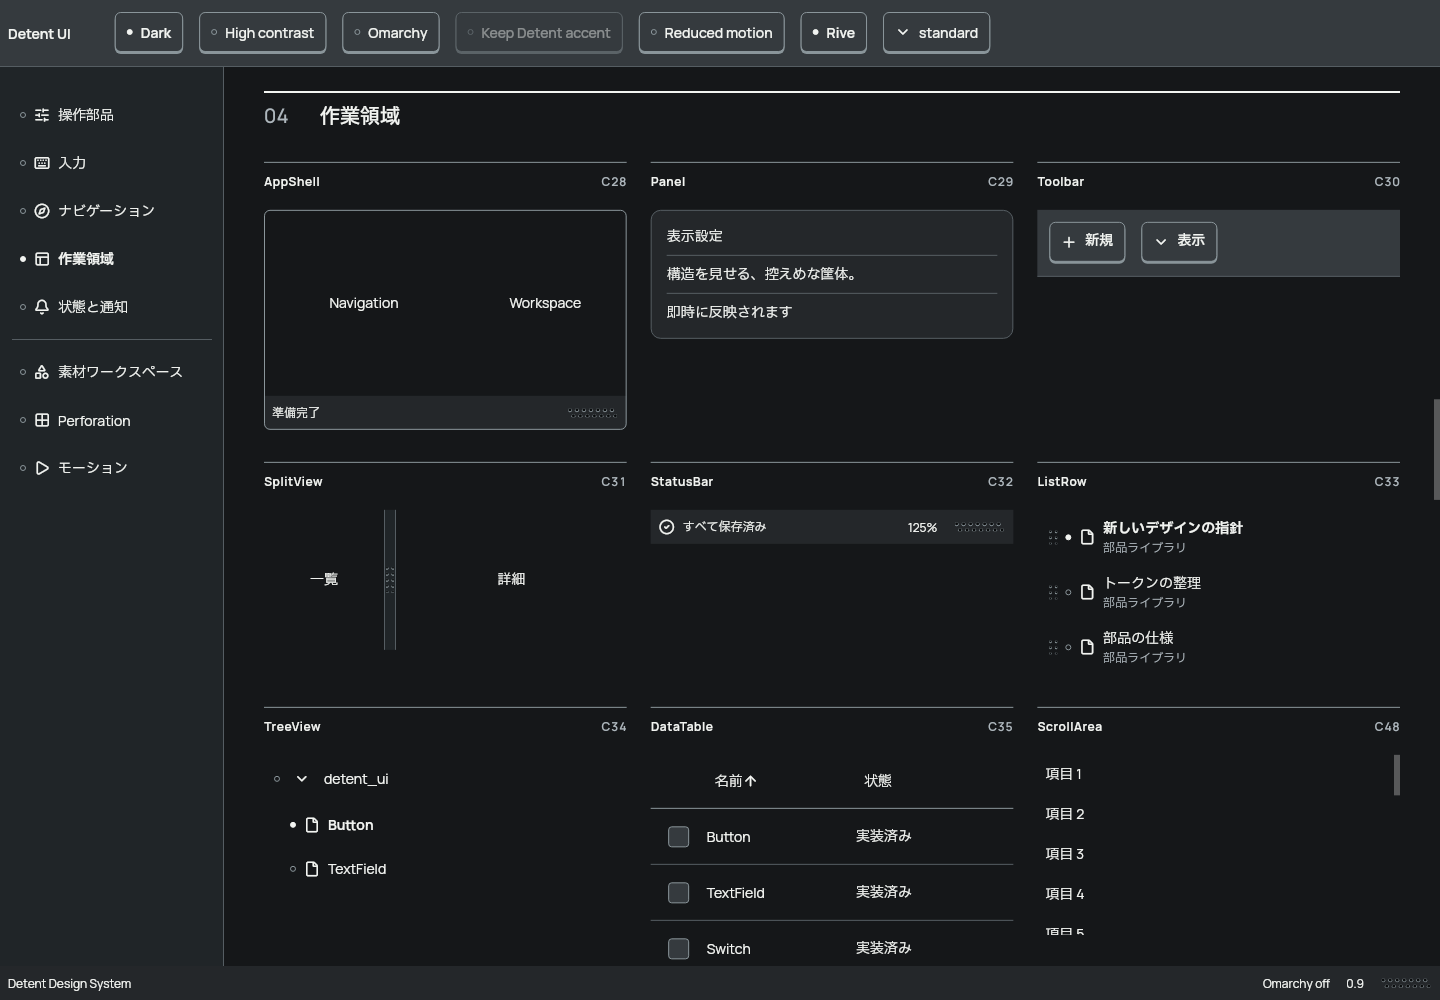 Detent UI
Dark
High contrast
Omarchy
Keep Detent accent
Reduced motion
Rive
standard
操作部品
入力
ナビゲーション
作業領域
状態と通知
素材ワークスペース
Perforation
モーション
04 作業領域
AppShell C28
Navigation Workspace
準備完了
Panel C29
表示設定
構造を見せる、控えめな筐体。
即時に反映されます
Toolbar C30
新規 表示
SplitView C31
一覧 詳細
StatusBar C32
すべて保存済み 125%
ListRow C33
新しいデザインの指針
部品ライブラリ
トークンの整理
部品ライブラリ
部品の仕様
部品ライブラリ
TreeView C34
detent_ui
Button
TextField
DataTable C35
名前 状態
Button 実装済み
TextField 実装済み
Switch 実装済み
ScrollArea C48
項目 1
項目 2
項目 3
項目 4
項目 5
Detent Design System
Omarchy off 0.9